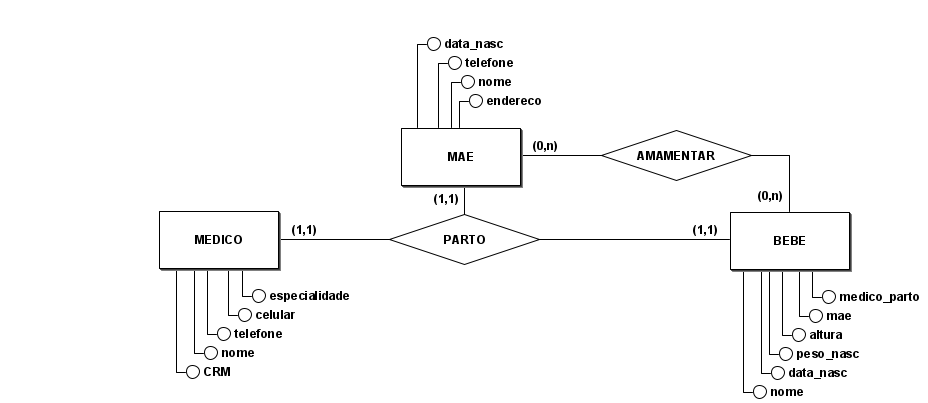 data_nasc
telefone
nome
endereco
MAE
(0,n)
AMAMENTAR
(1,1)
(0,n)
MEDICO
(1,1)
PARTO
(1,1)
BEBE
especialidade
celular
telefone
nome
CRM
medico_parto
mae
altura
peso_nasc
data_nasc
nome